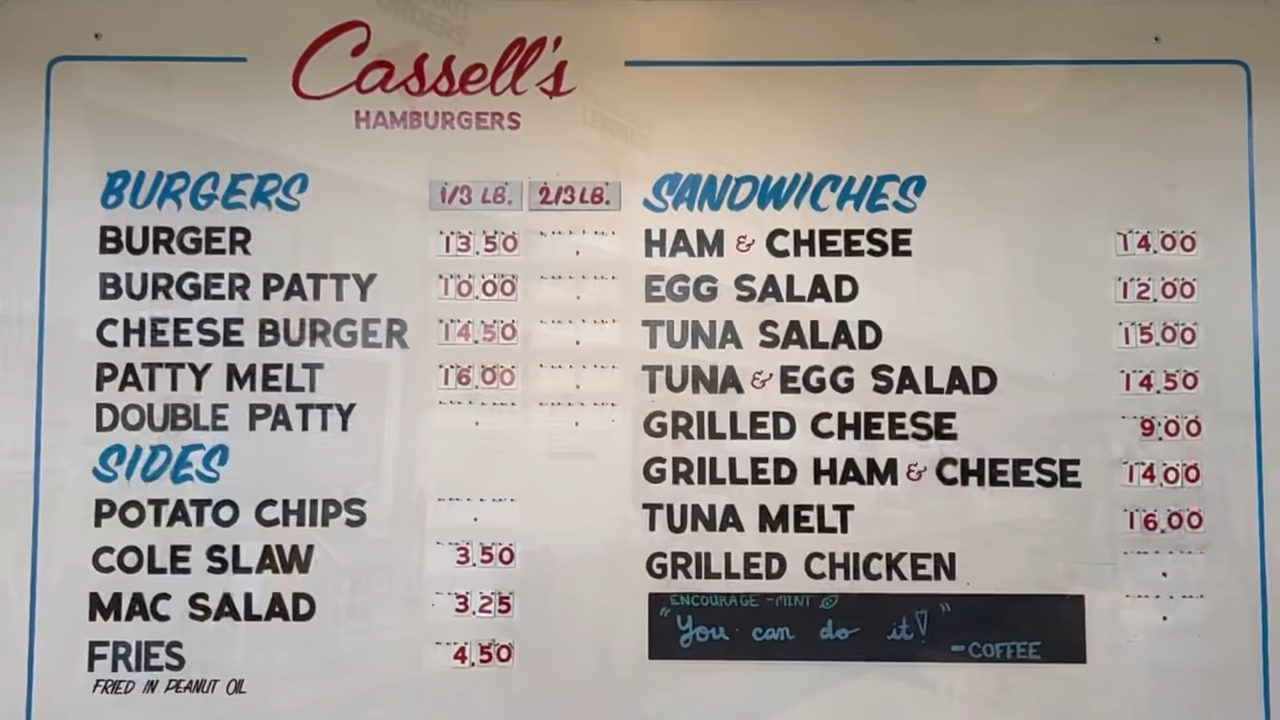 Cassell's
HAMBURGERS
BURGERS 1/3 LB. 2/3 LB.
BURGER 13.50
BURGER PATTY 10.00
CHEESE BURGER 14.50
PATTY MELT 16.00
DOUBLE PATTY
SIDES
POTATO CHIPS
COLE SLAW 3.50
MAC SALAD 3.25
FRIES 4.50
FRIED IN PEANUT OIL
SANDWICHES
HAM & CHEESE 14.00
EGG SALAD 12.00
TUNA SALAD 15.00
TUNA & EGG SALAD 14.50
GRILLED CHEESE 9.00
GRILLED HAM & CHEESE 14.00
TUNA MELT 16.00
GRILLED CHICKEN
ENCOURAGE-MINT
"You can do it!"
-COFFEE